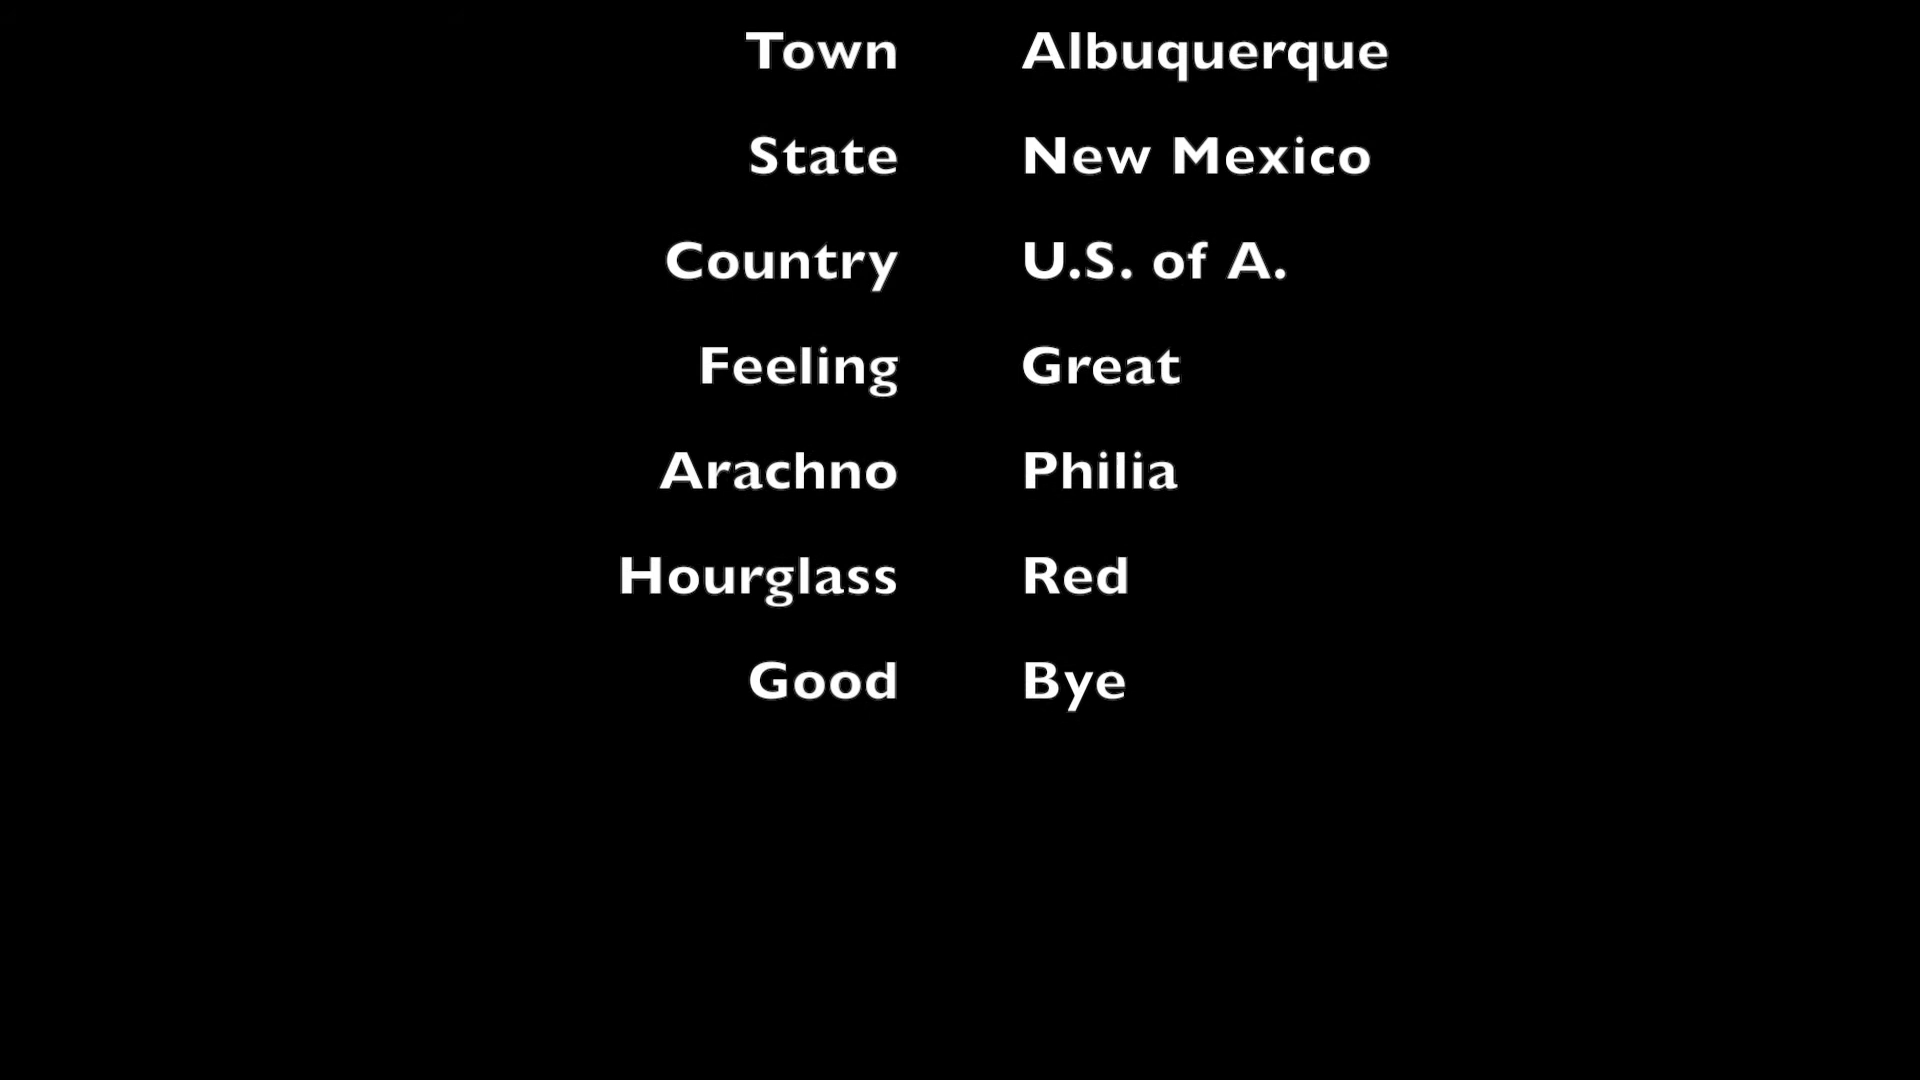 Town Albuquerque
State New Mexico
Country U.S. of A.
Feeling Great
Arachno Philia
Hourglass Red
Good Bye